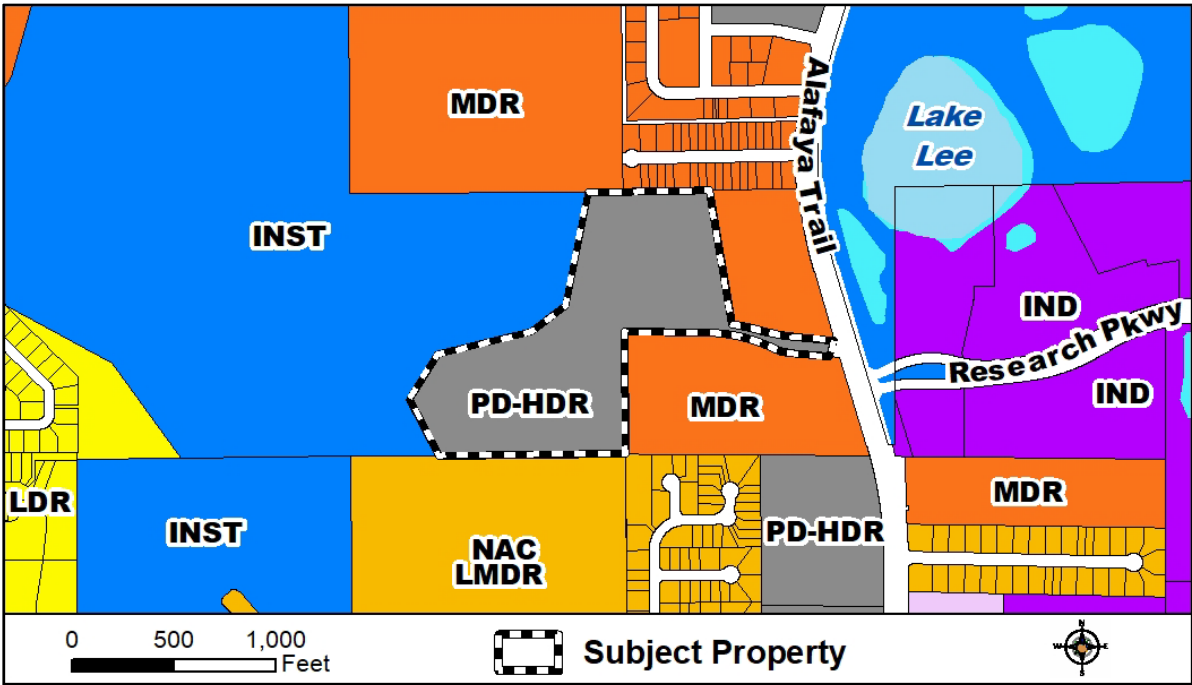 MDR
Alafaya Trail
Lake
Lee
INST
IND
Research Pkwy
PD-HDR
MDR
IND
LDR
INST
NAC
LMDR
PD-HDR
MDR
0 500 1,000
Feet
Subject Property
N
W E
S